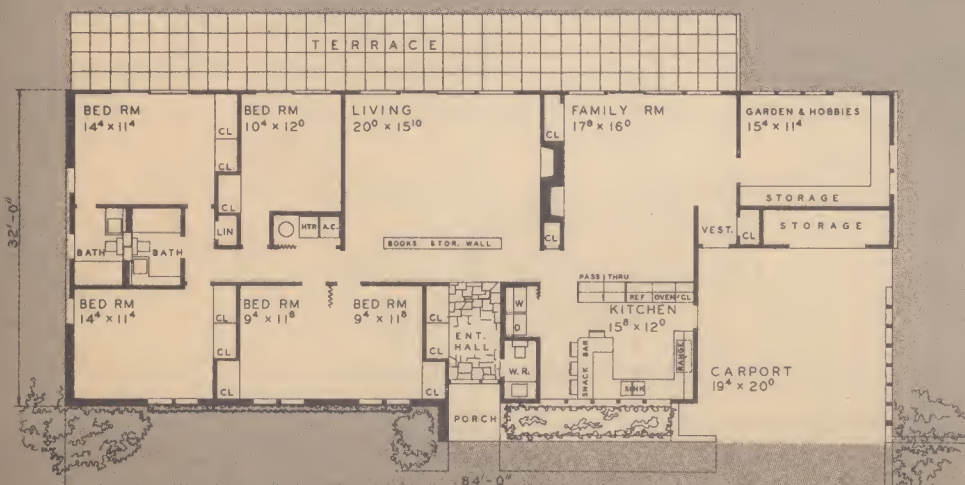 TERRACE
BED RM
14⁴ × 11⁴
CL
CL
CL
BED RM
10⁴ × 12⁰
LIVING
20⁰ × 15¹⁰
CL
FAMILY RM
17⁸ × 16⁰
GARDEN & HOBBIES
15⁴ × 11⁴
STORAGE
LIN
HTR
A.C.
BATH
BATH
BOOKS STOR. WALL
CL
VEST.
CL
STORAGE
32'-0"
BED RM
14⁴ × 11⁴
CL
CL
CL
BED RM
9⁴ × 11⁸
BED RM
9⁴ × 11⁸
CL
CL
CL
ENT.
HALL
W
D
W.R.
PASS THRU
REF OVEN CL
KITCHEN
15⁸ × 12⁰
SNACK BAR
RANGE
SINK
CARPORT
19⁴ × 20⁰
PORCH
84'-0"